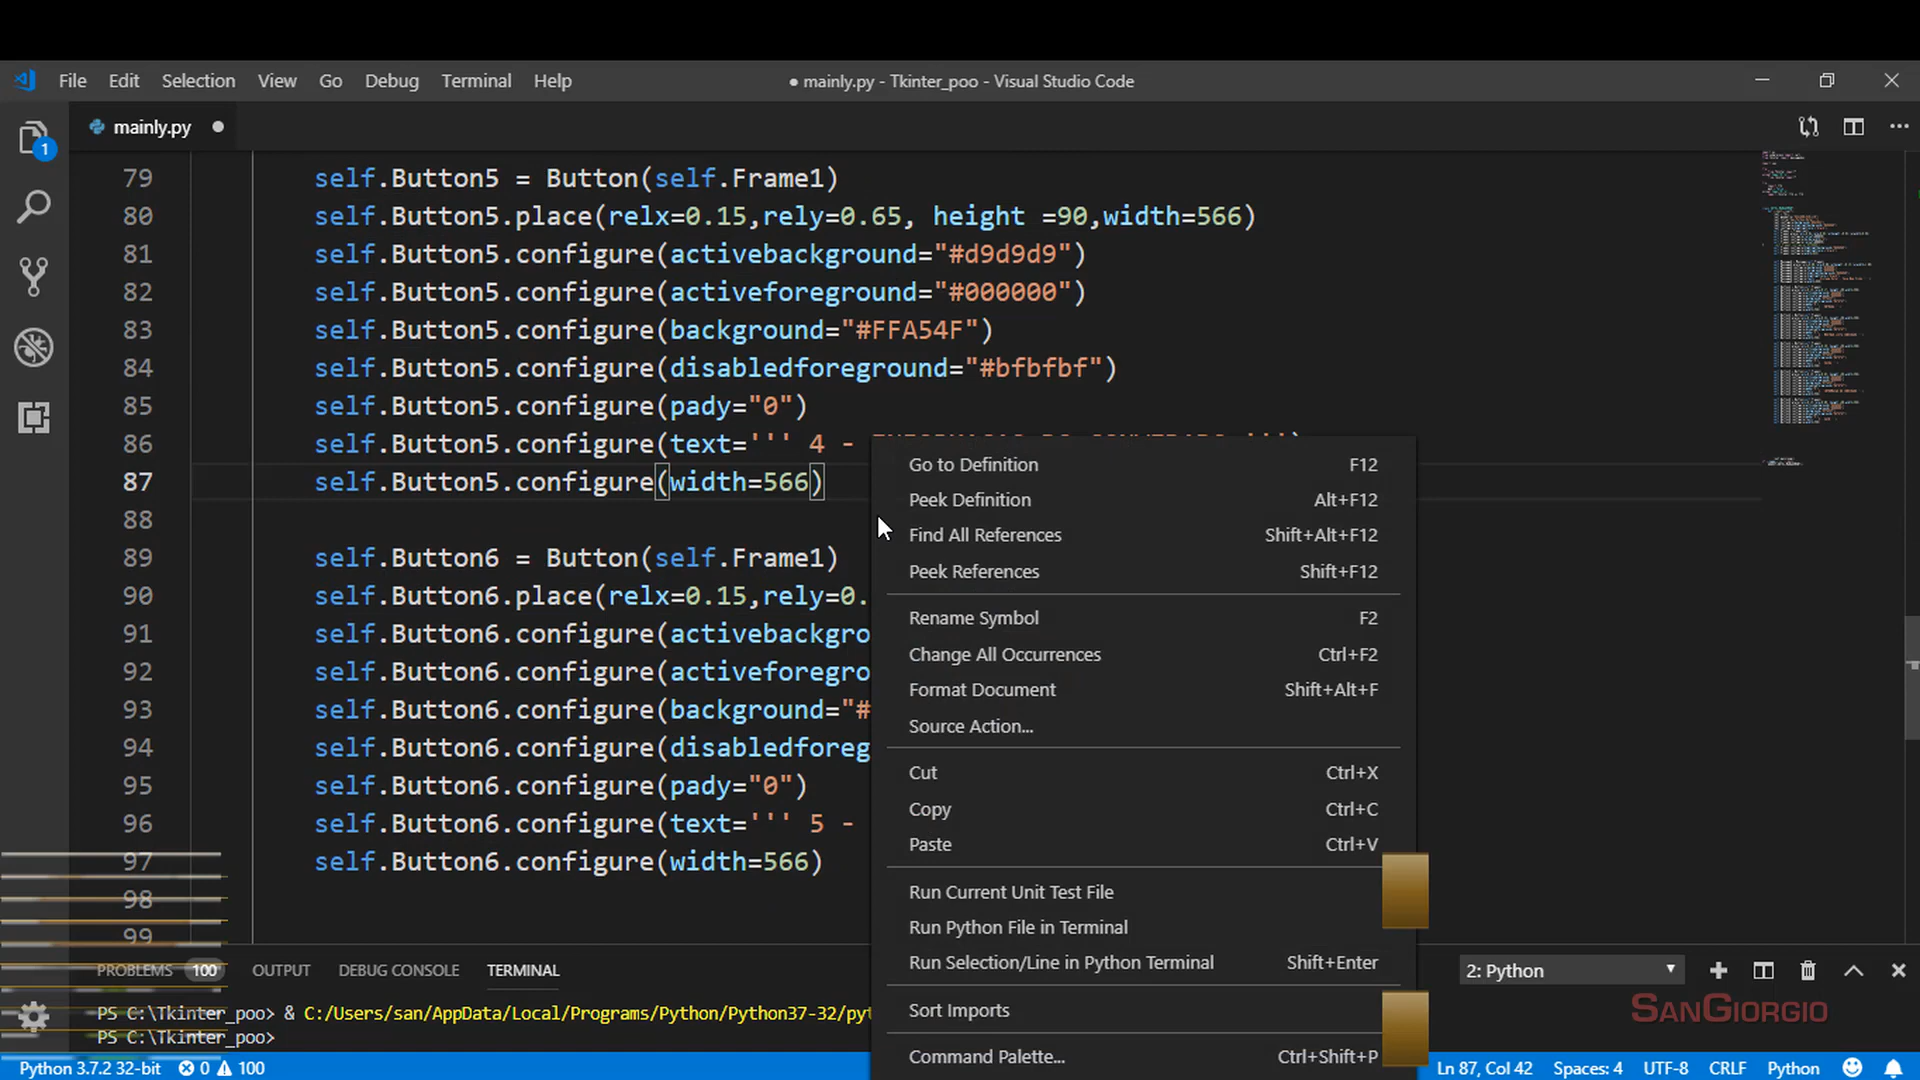 File Edit Selection View Go Debug Terminal Help
● mainly.py - Tkinter_poo - Visual Studio Code
1
mainly.py ●
79 self.Button5 = Button(self.Frame1)
80 self.Button5.place(relx=0.15,rely=0.65, height =90,width=566)
81 self.Button5.configure(activebackground="#d9d9d9")
82 self.Button5.configure(activeforeground="#000000")
83 self.Button5.configure(background="#FFA54F")
84 self.Button5.configure(disabledforeground="#bfbfbf")
85 self.Button5.configure(pady="0")
86 self.Button5.configure(text=''' 4 -
87 self.Button5.configure(width=566)
88
89 self.Button6 = Button(self.Frame1)
90 self.Button6.place(relx=0.15,rely=0.
91 self.Button6.configure(activebackgro
92 self.Button6.configure(activeforegro
93 self.Button6.configure(background="#
94 self.Button6.configure(disabledforeg
95 self.Button6.configure(pady="0")
96 self.Button6.configure(text=''' 5 -
97 self.Button6.configure(width=566)
98
99
Go to Definition F12
Peek Definition Alt+F12
Find All References Shift+Alt+F12
Peek References Shift+F12
Rename Symbol F2
Change All Occurrences Ctrl+F2
Format Document Shift+Alt+F
Source Action...
Cut Ctrl+X
Copy Ctrl+C
Paste Ctrl+V
Run Current Unit Test File
Run Python File in Terminal
Run Selection/Line in Python Terminal Shift+Enter
Sort Imports
Command Palette... Ctrl+Shift+P
PROBLEMS 100 OUTPUT DEBUG CONSOLE TERMINAL
2: Python
PS C:\Tkinter_poo> & C:/Users/san/AppData/Local/Programs/Python/Python37-32/pyt
PS C:\Tkinter_poo>
SANGIORGIO
Python 3.7.2 32-bit 0 100
Ln 87, Col 42 Spaces: 4 UTF-8 CRLF Python